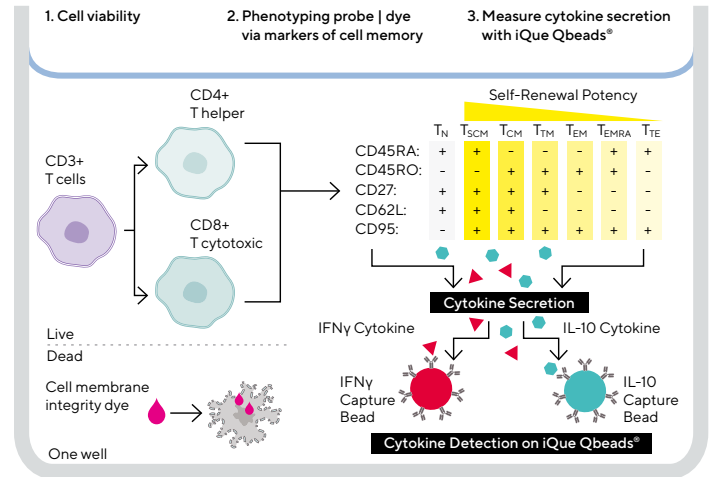 1. Cell viability
2. Phenotyping probe | dye
via markers of cell memory
3. Measure cytokine secretion
with iQue Qbeads®
CD4+
T helper
CD3+
T cells
CD8+
T cytotoxic
Self-Renewal Potency
TN TSCM TCM TTM TEM TEMRA TTE
CD45RA: + + - - - + +
CD45RO: - - + + + + -
CD27: + + + + - - -
CD62L: + + + - - - -
CD95: - + + + + + +
Cytokine Secretion
IFNγ Cytokine
IL-10 Cytokine
Live
Dead
Cell membrane
integrity dye
IFNγ
Capture
Bead
IL-10
Capture
Bead
Cytokine Detection on iQue Qbeads®
One well